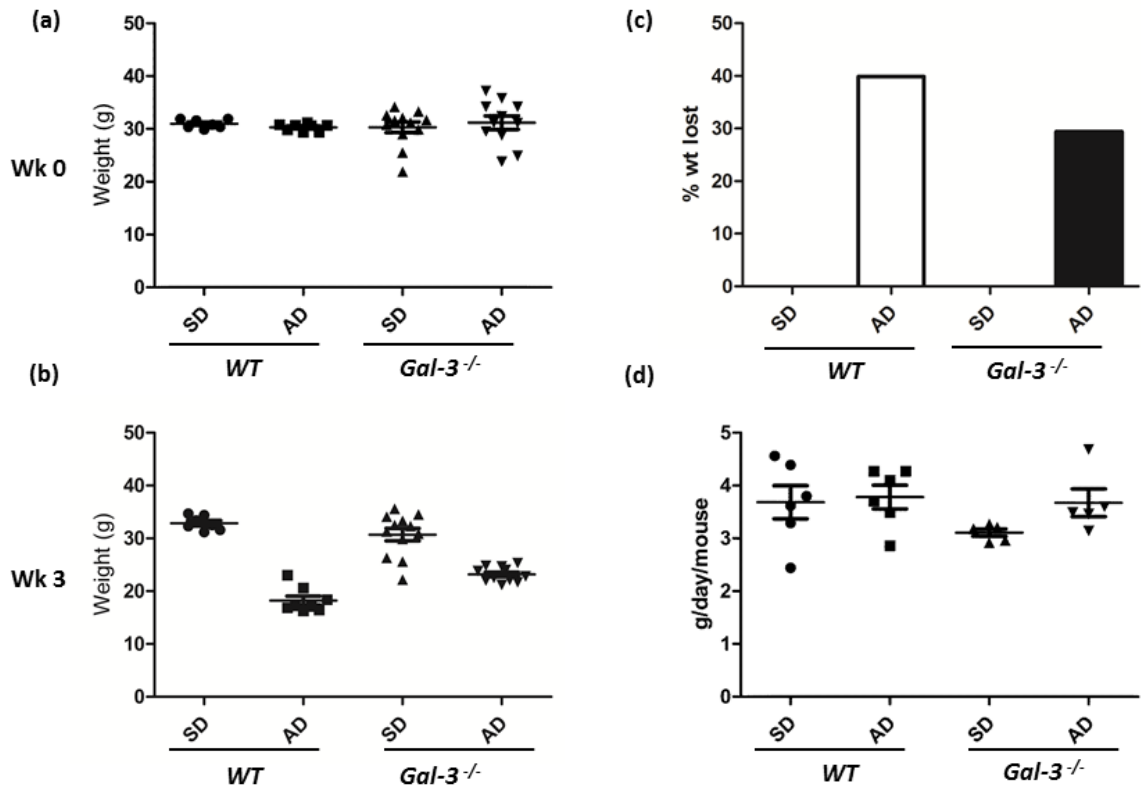 (a)
Wk 0
Weight (g)
50
40
30
20
10
0
SD
AD
SD
AD
WT
Gal-3 -/-
(c)
% wt lost
50
40
30
20
10
0
SD
AD
SD
AD
WT
Gal-3 -/-
(b)
Wk 3
Weight (g)
50
40
30
20
10
0
SD
AD
SD
AD
WT
Gal-3 -/-
(d)
g/day/mouse
5
4
3
2
1
0
SD
AD
SD
AD
WT
Gal-3 -/-